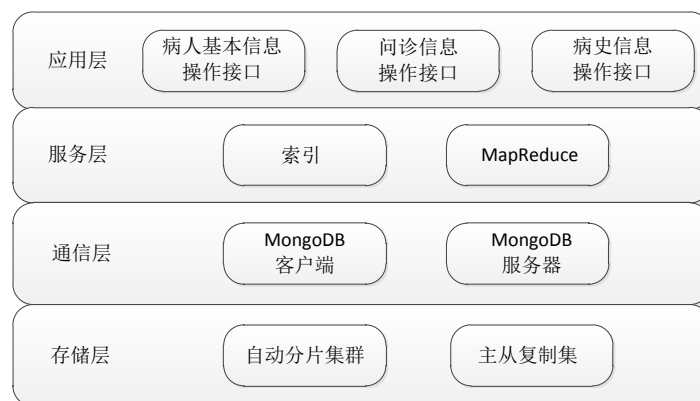 应用层
病人基本信息
操作接口
问诊信息
操作接口
病史信息
操作接口
服务层
索引
MapReduce
通信层
MongoDB
客户端
MongoDB
服务器
存储层
自动分片集群
主从复制集